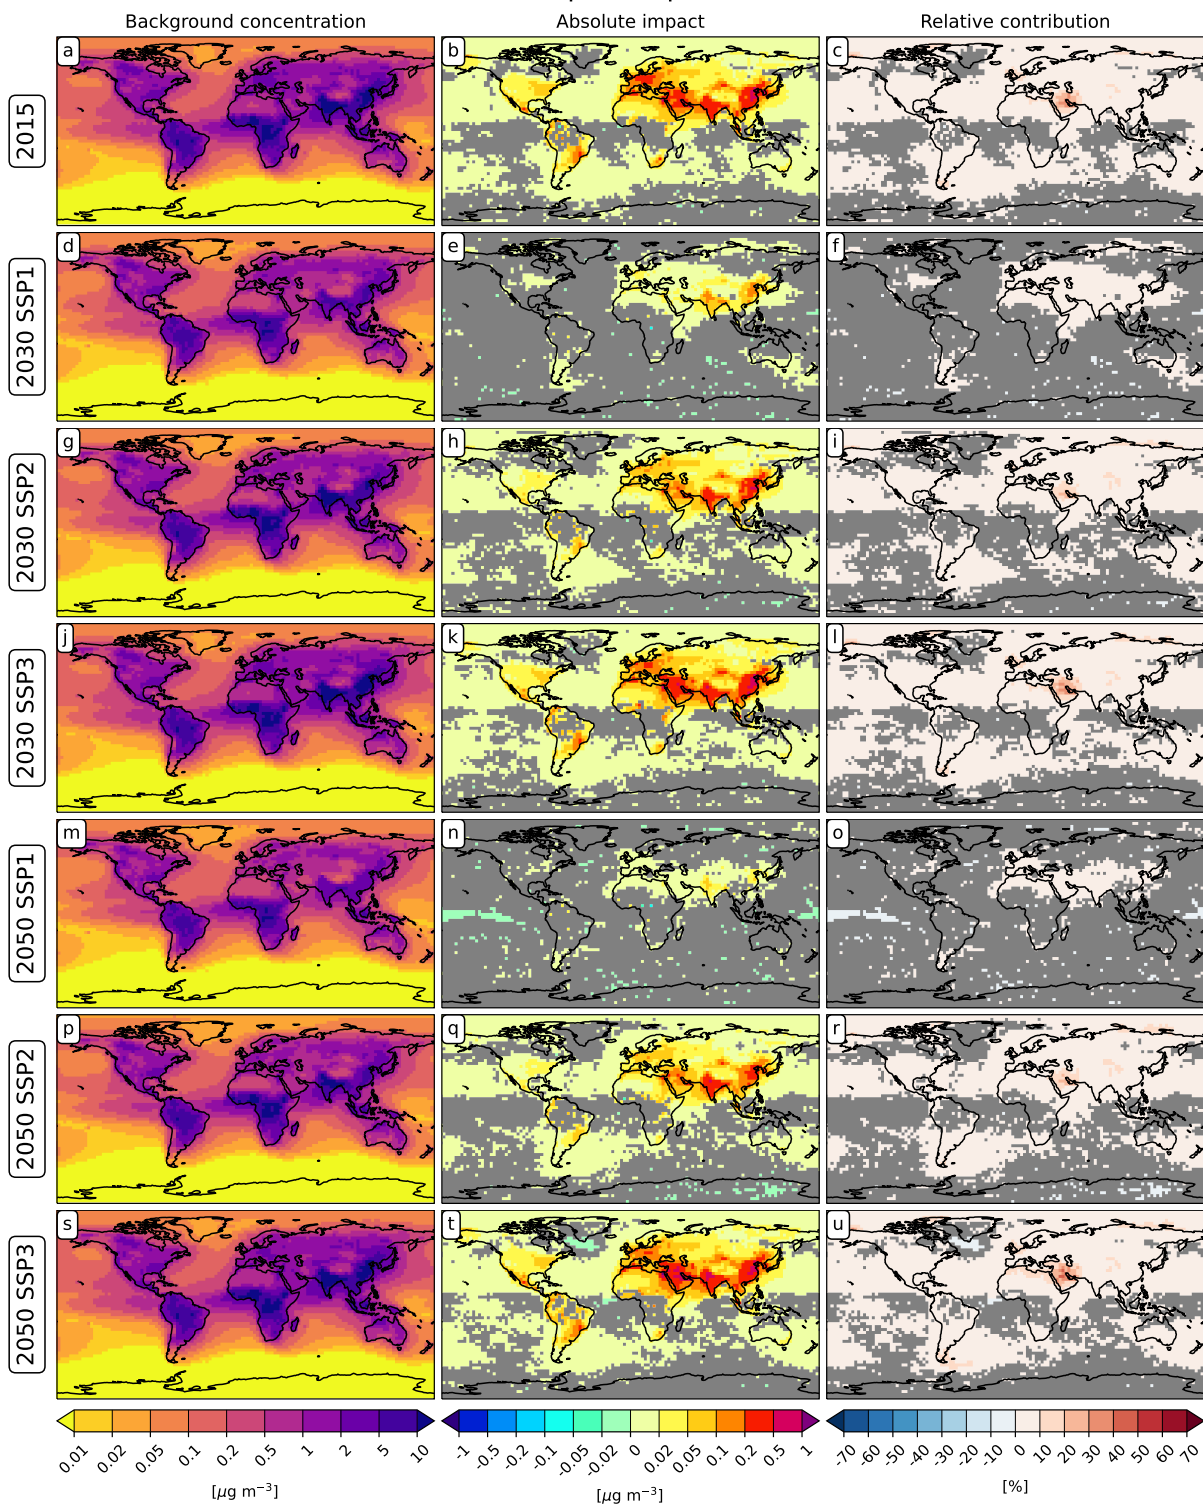 Background concentration Absolute impact Relative contribution
a b c
2015
d e f
2030 SSP1
g h i
2030 SSP2
j k l
2030 SSP3
m n o
2050 SSP1
p q r
2050 SSP2
s t u
2050 SSP3
0.01 0.02 0.05 0.1 0.2 0.5 1 2 5 10
-1 -0.5 -0.2 -0.1 -0.05 -0.02 0 0.02 0.05 0.1 0.2 0.5 1
-70 -60 -50 -40 -30 -20 -10 0 10 20 30 40 50 60 70
[μg m⁻³] [μg m⁻³] [%]